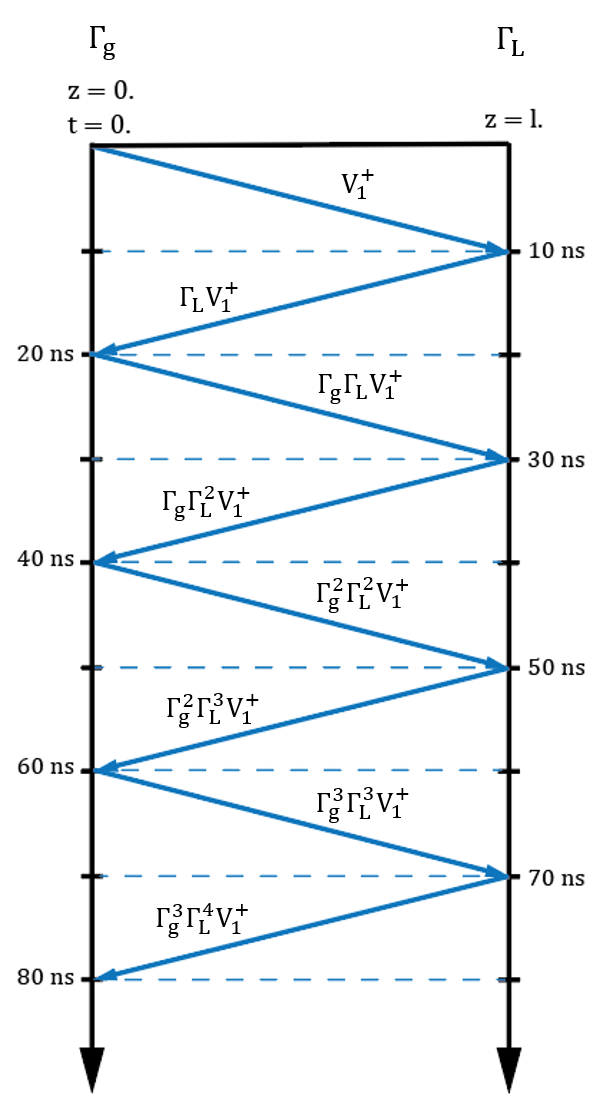 Γg
ΓL
z = 0.
t = 0.
z = l.
V₁⁺
10 ns
ΓLV₁⁺
20 ns
ΓgΓLV₁⁺
30 ns
ΓgΓL²V₁⁺
40 ns
Γg²ΓL²V₁⁺
50 ns
Γg²ΓL³V₁⁺
60 ns
Γg³ΓL³V₁⁺
70 ns
Γg³ΓL⁴V₁⁺
80 ns